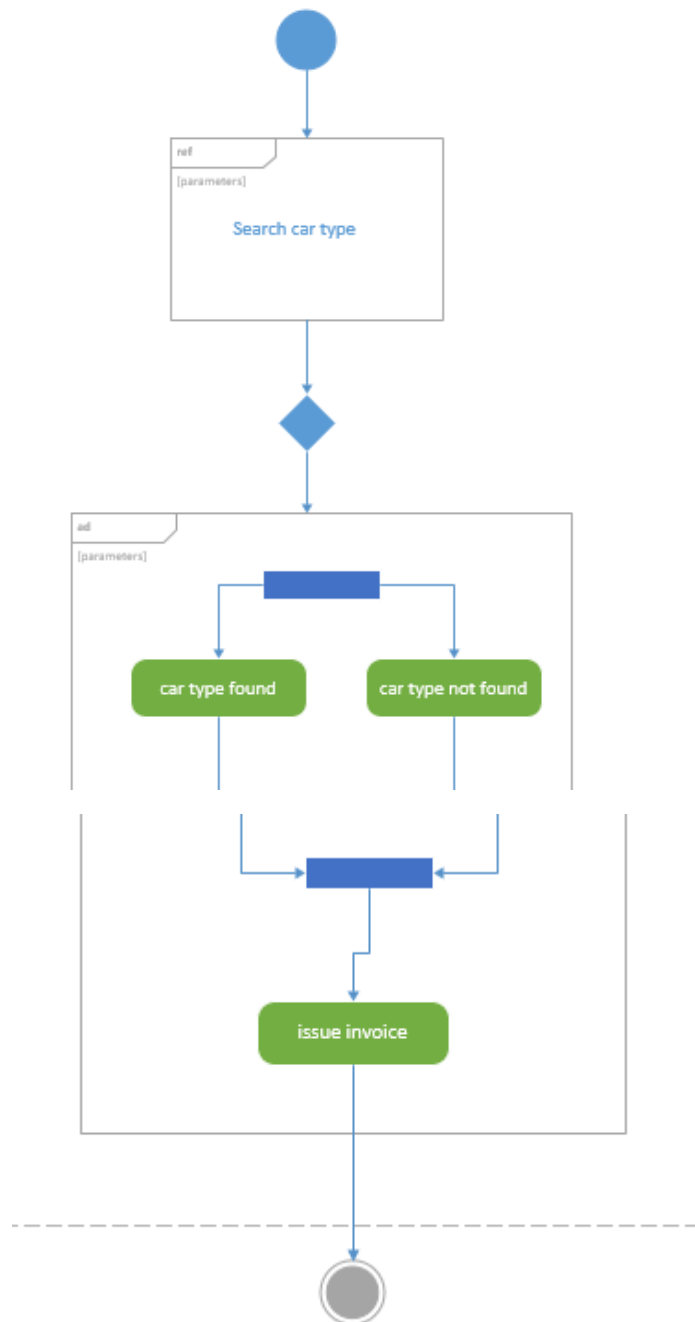 ref
[parameters]
Search car type
ad
[parameters]
car type found
car type not found
issue invoice